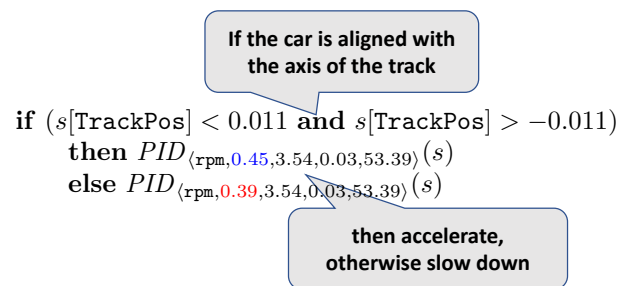 If the car is aligned with
the axis of the track
if (s[TrackPos] < 0.011 and s[TrackPos] > −0.011)
then PID⟨rpm,0.45,3.54,0.03,53.39⟩(s)
else PID⟨rpm,0.39,3.54,0.03,53.39⟩(s)
then accelerate,
otherwise slow down